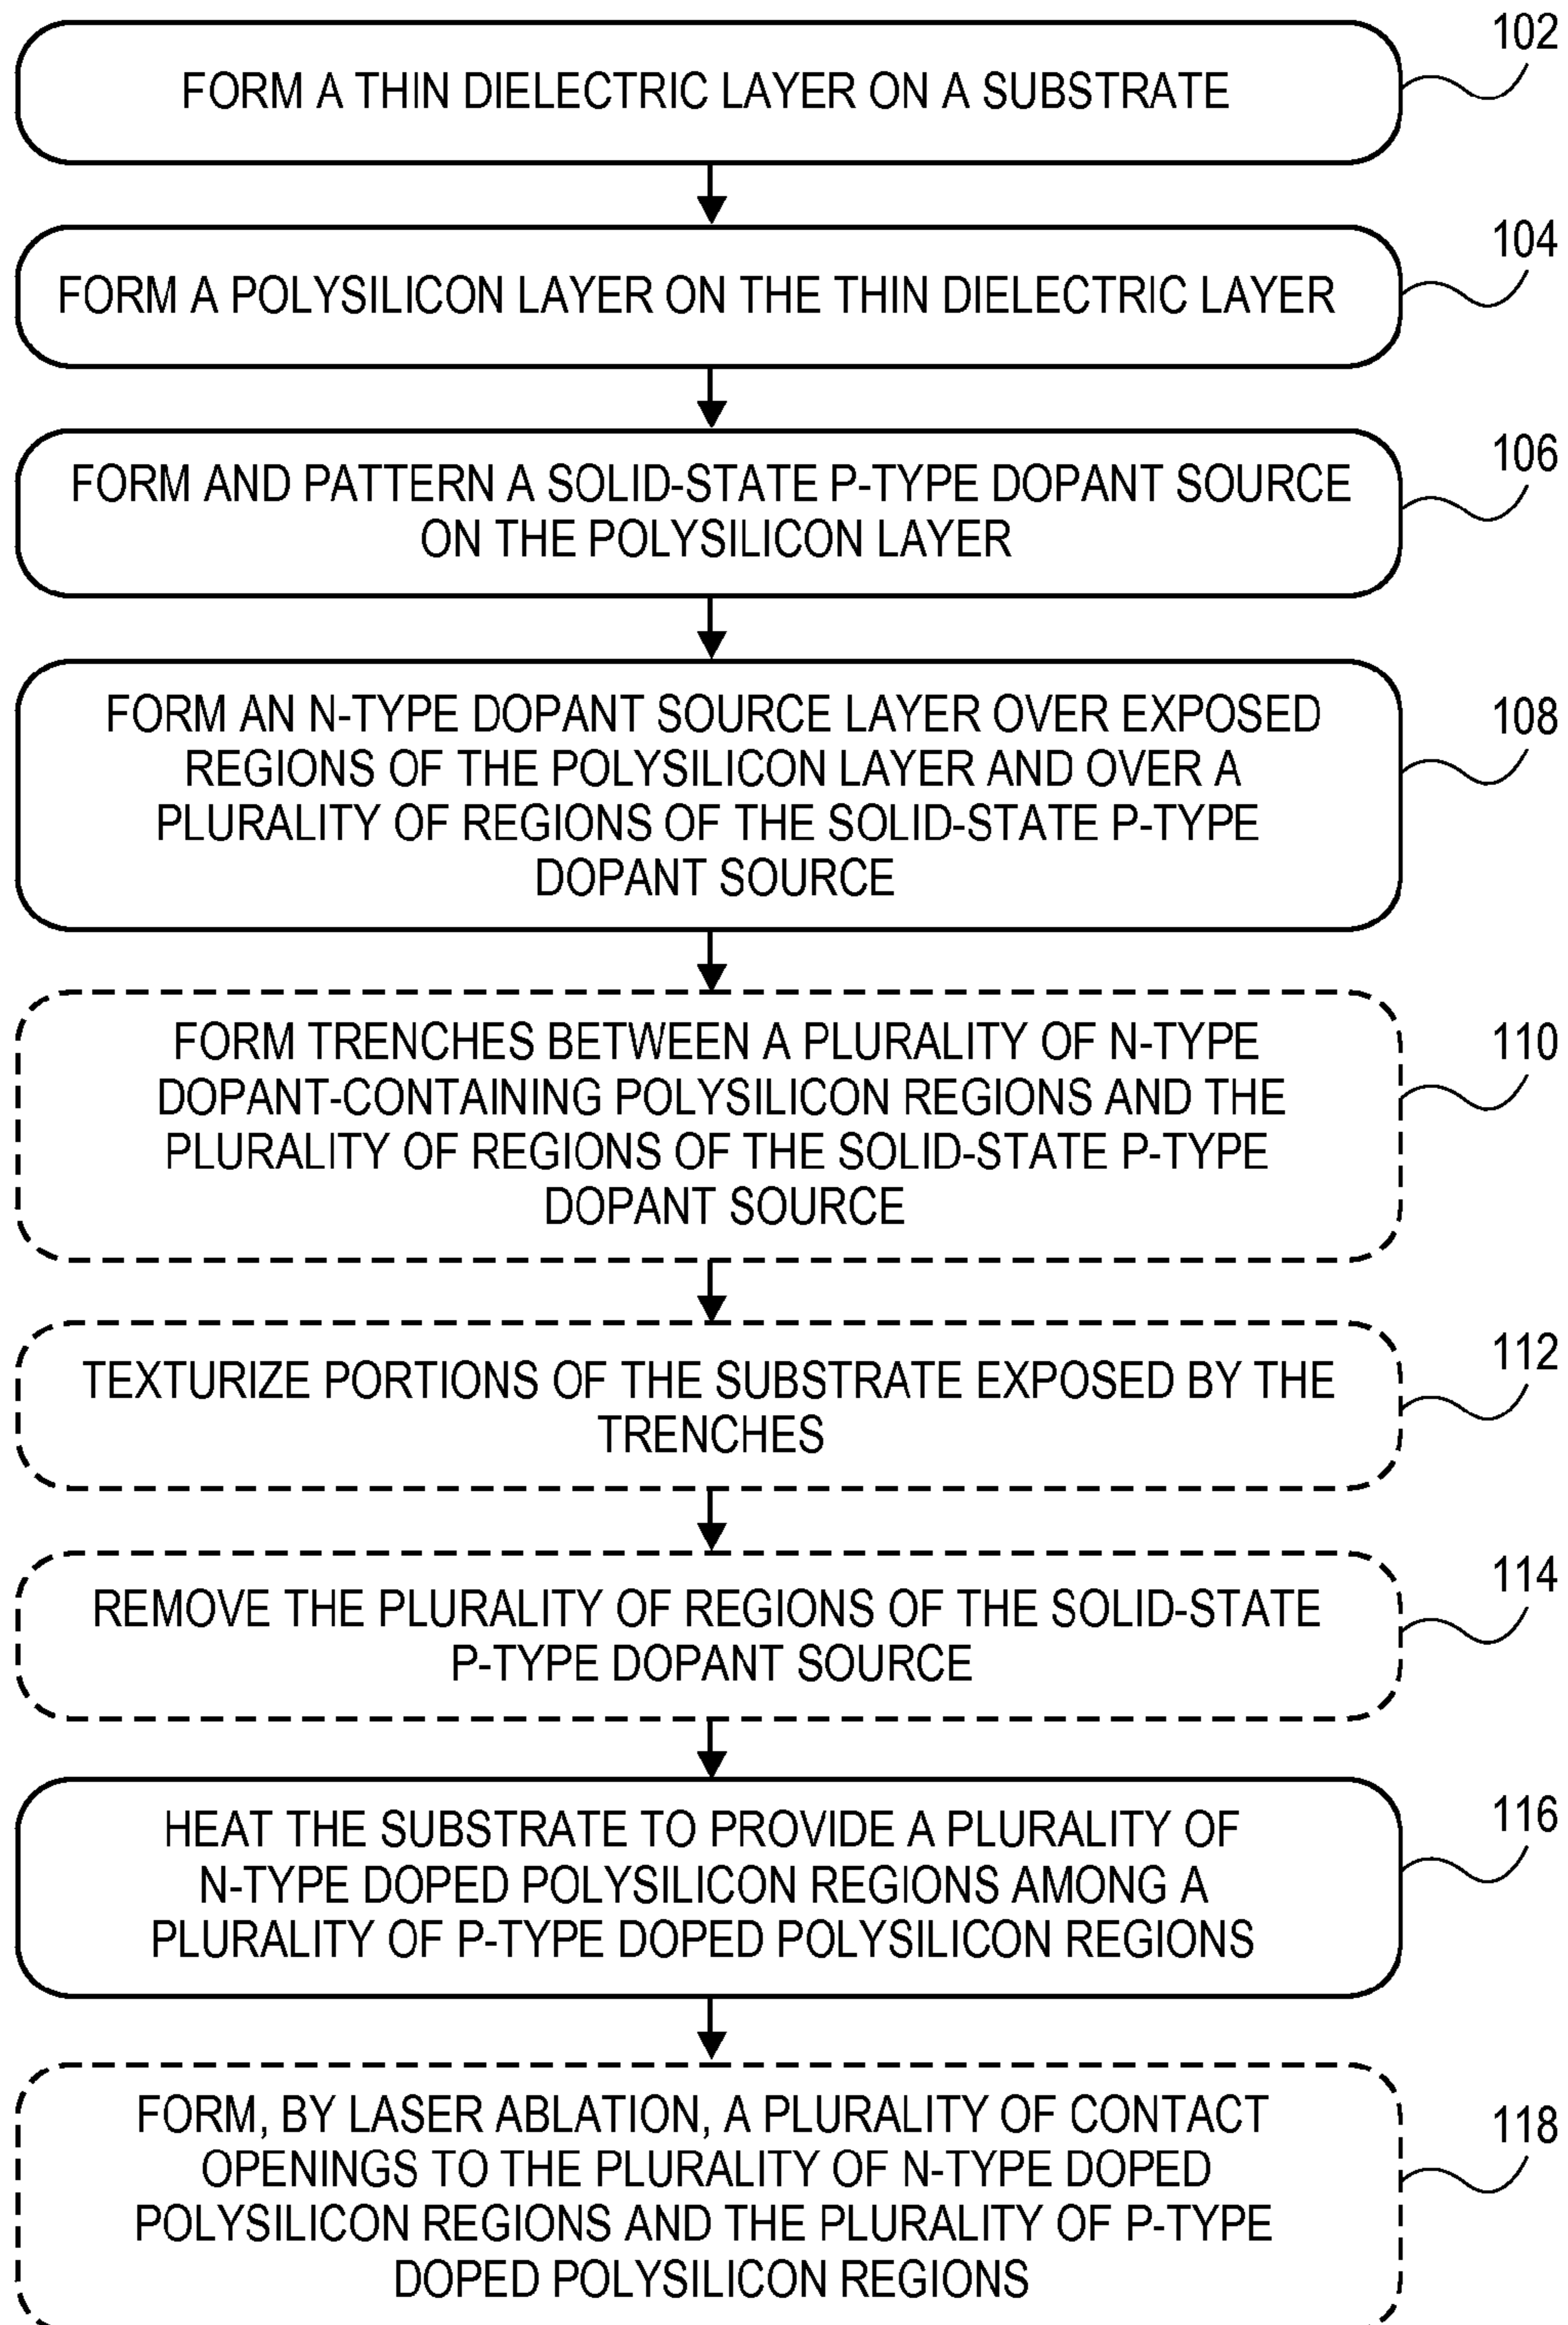 102
FORM A THIN DIELECTRIC LAYER ON A SUBSTRATE
104
FORM A POLYSILICON LAYER ON THE THIN DIELECTRIC LAYER
106
FORM AND PATTERN A SOLID-STATE P-TYPE DOPANT SOURCE
ON THE POLYSILICON LAYER
108
FORM AN N-TYPE DOPANT SOURCE LAYER OVER EXPOSED
REGIONS OF THE POLYSILICON LAYER AND OVER A
PLURALITY OF REGIONS OF THE SOLID-STATE P-TYPE
DOPANT SOURCE
110
FORM TRENCHES BETWEEN A PLURALITY OF N-TYPE
DOPANT-CONTAINING POLYSILICON REGIONS AND THE
PLURALITY OF REGIONS OF THE SOLID-STATE P-TYPE
DOPANT SOURCE
112
TEXTURIZE PORTIONS OF THE SUBSTRATE EXPOSED BY THE
TRENCHES
114
REMOVE THE PLURALITY OF REGIONS OF THE SOLID-STATE
P-TYPE DOPANT SOURCE
116
HEAT THE SUBSTRATE TO PROVIDE A PLURALITY OF
N-TYPE DOPED POLYSILICON REGIONS AMONG A
PLURALITY OF P-TYPE DOPED POLYSILICON REGIONS
118
FORM, BY LASER ABLATION, A PLURALITY OF CONTACT
OPENINGS TO THE PLURALITY OF N-TYPE DOPED
POLYSILICON REGIONS AND THE PLURALITY OF P-TYPE
DOPED POLYSILICON REGIONS